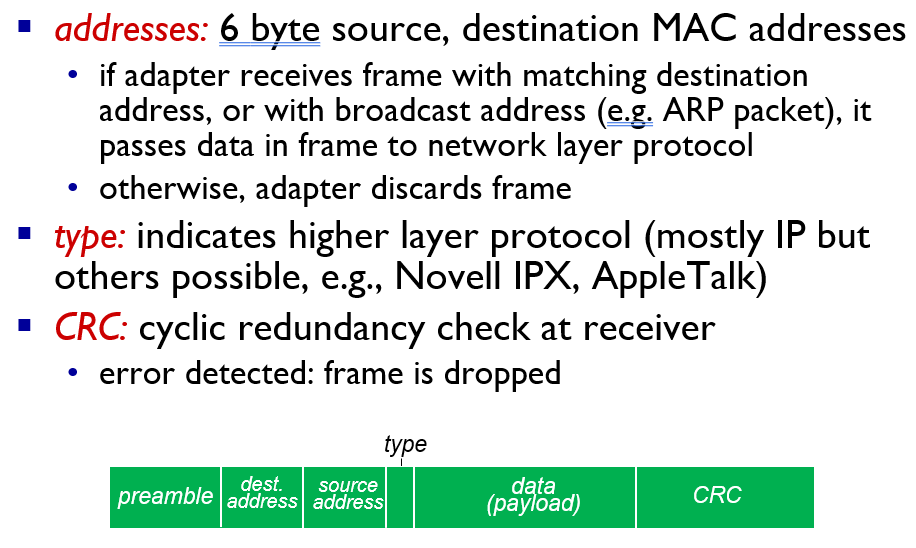 ▪ addresses: 6 byte source, destination MAC addresses
• if adapter receives frame with matching destination
address, or with broadcast address (e.g. ARP packet), it
passes data in frame to network layer protocol
• otherwise, adapter discards frame
▪ type: indicates higher layer protocol (mostly IP but
others possible, e.g., Novell IPX, AppleTalk)
▪ CRC: cyclic redundancy check at receiver
• error detected: frame is dropped
type
preamble
dest.
address
source
address
data
(payload)
CRC